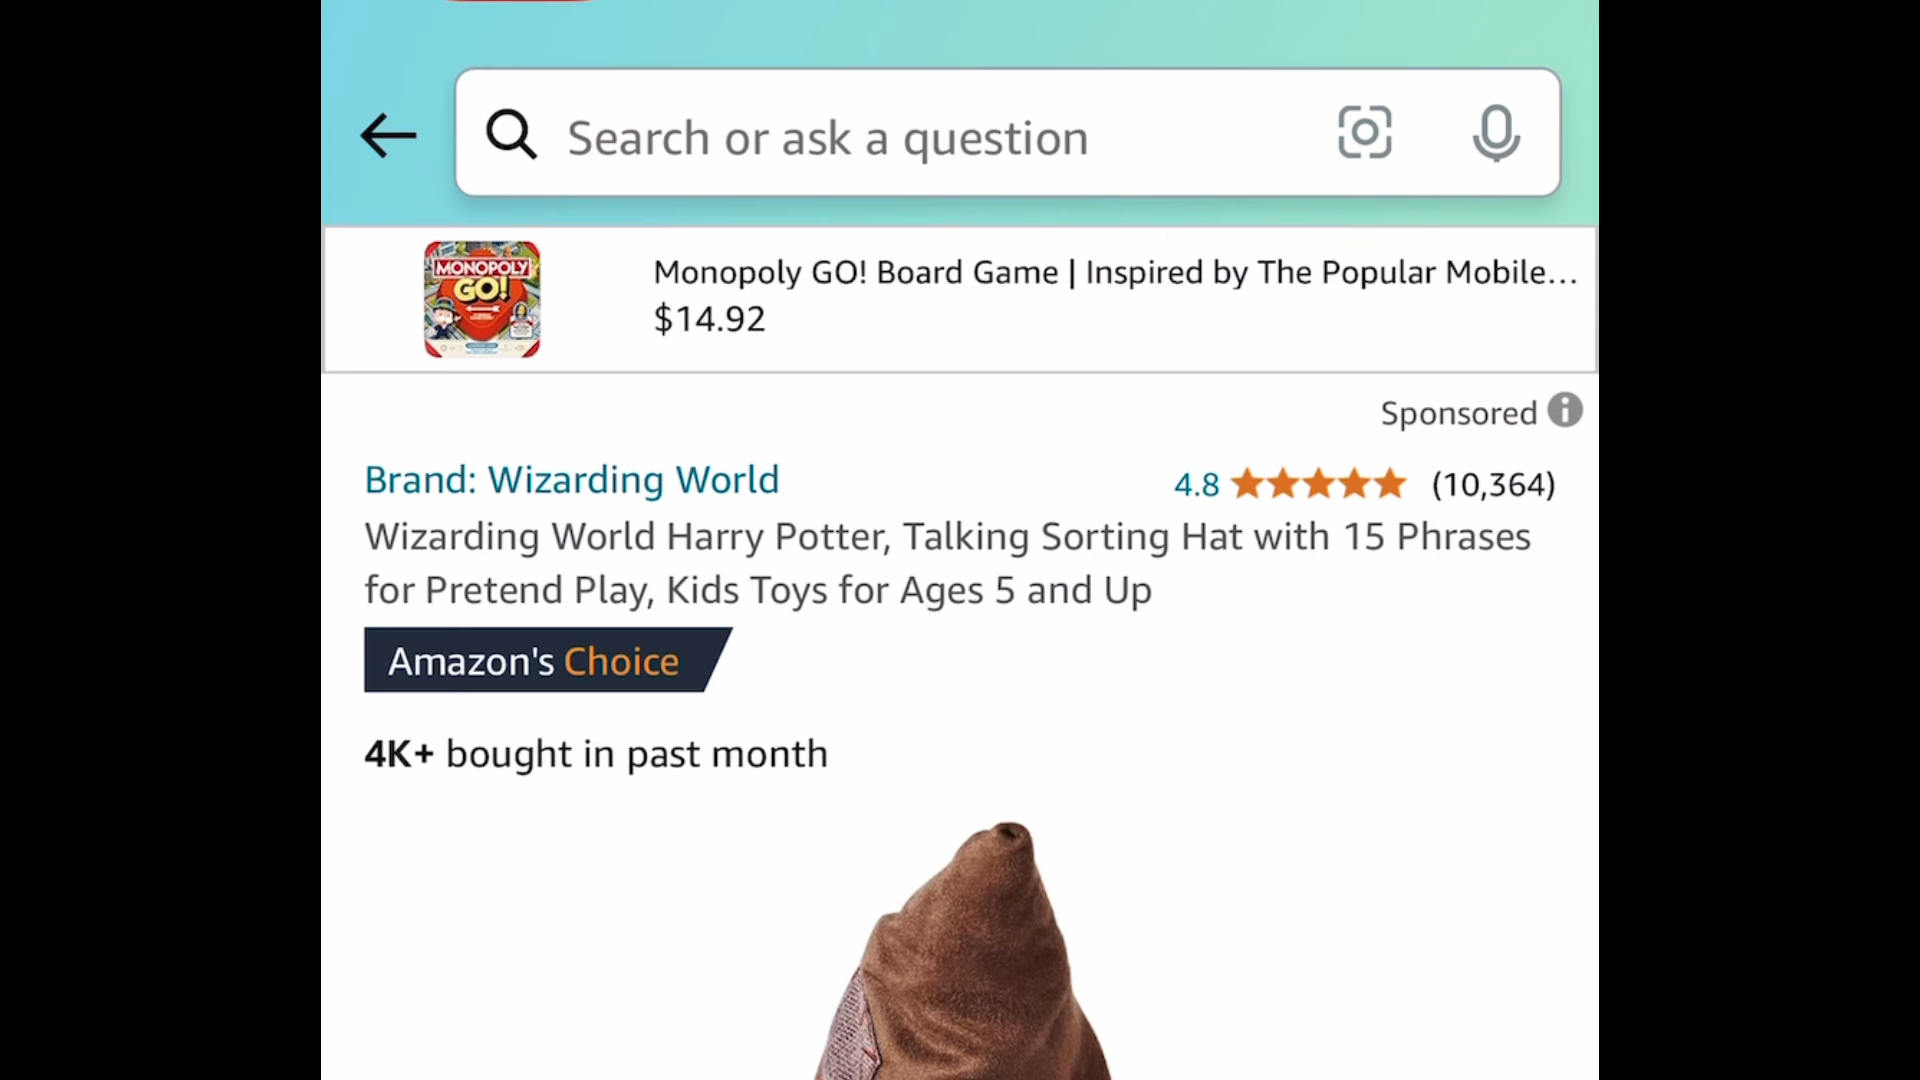 Search or ask a question
MONOPOLY
GO!
Monopoly GO! Board Game | Inspired by The Popular Mobile…
$14.92
Sponsored
Brand: Wizarding World
4.8 (10,364)
Wizarding World Harry Potter, Talking Sorting Hat with 15 Phrases
for Pretend Play, Kids Toys for Ages 5 and Up
Amazon's Choice
4K+ bought in past month